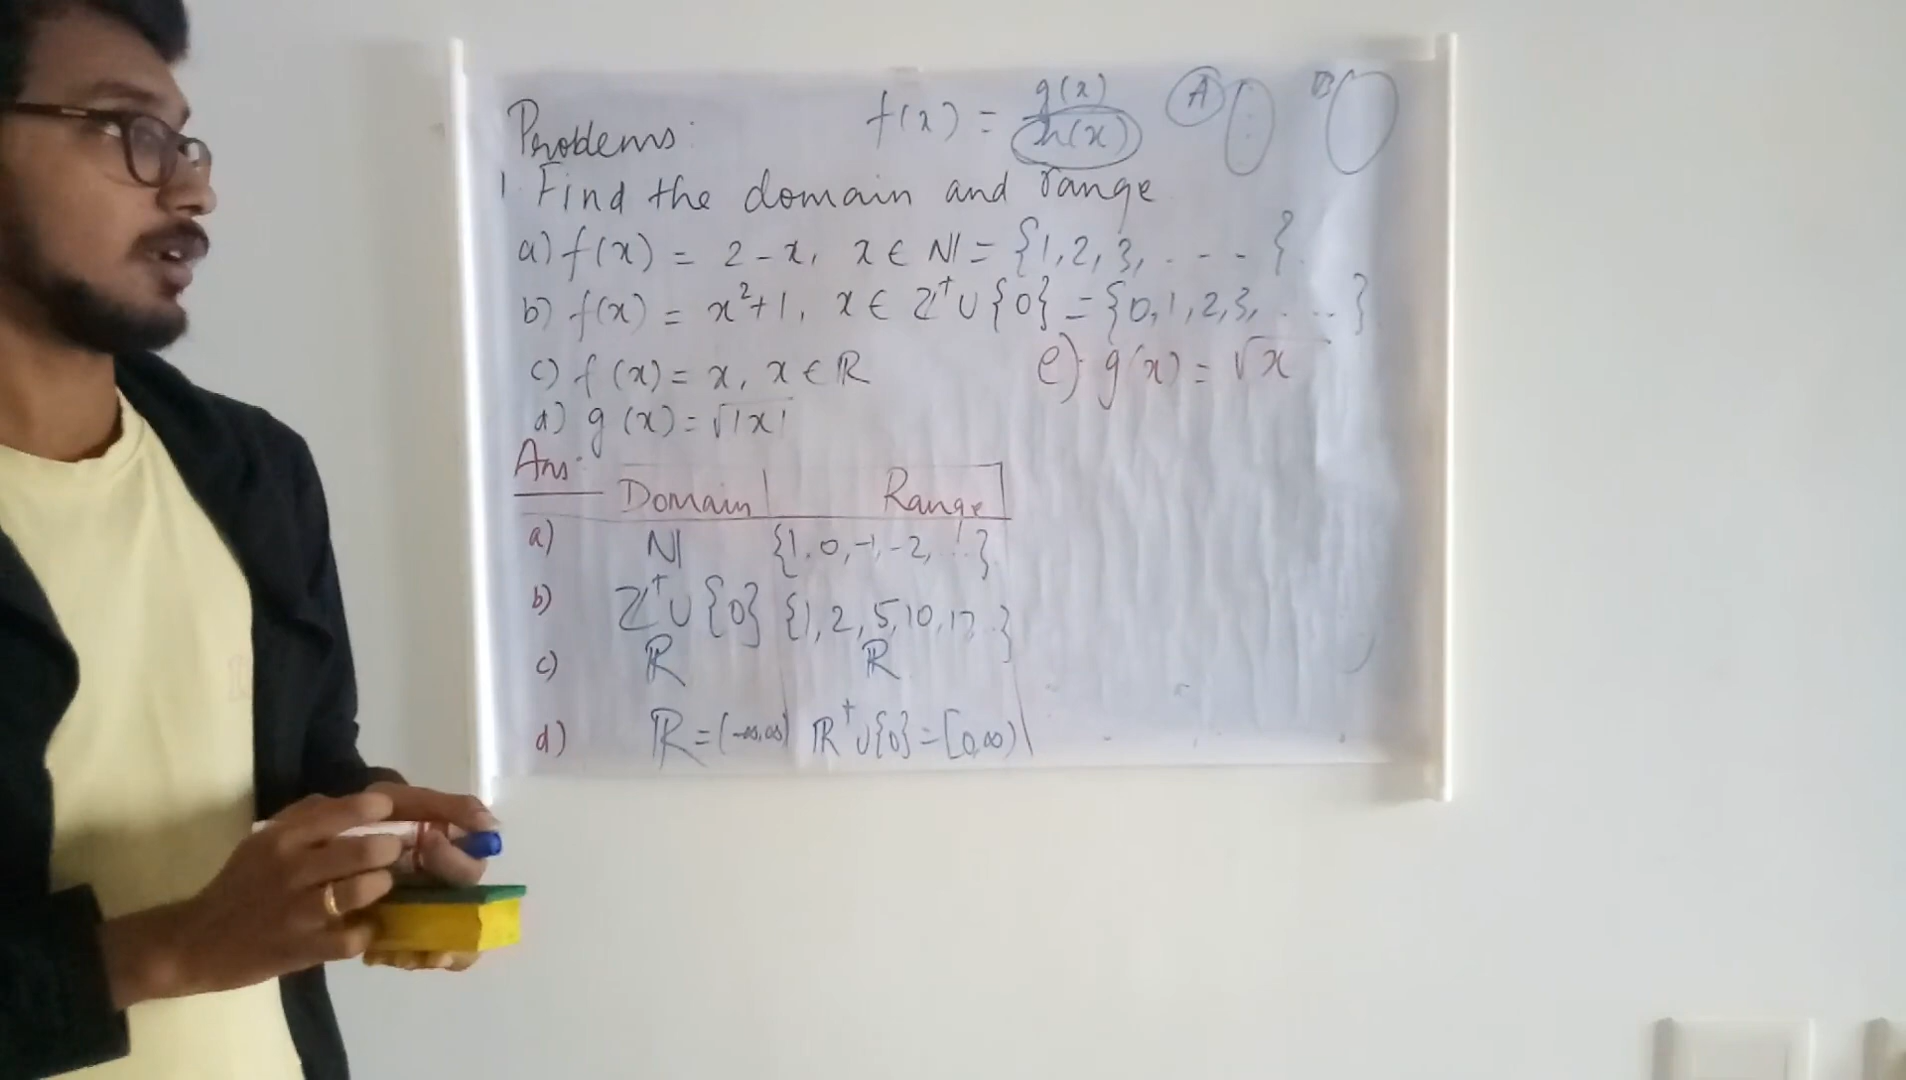 Problems: f(x) = g(x)/h(x) A B
1. Find the domain and range
a) f(x) = 2-x, x ∈ ℕ = {1, 2, 3, . - - - }.
b) f(x) = x²+1, x ∈ ℤ⁺∪{0} = {0, 1, 2, 3, . . . . }
c) f(x) = x, x ∈ ℝ e) g(x) = √x
d) g(x) = √|x|
Ans:
Domain | Range
a) ℕ {1, 0, -1, -2, ...}
b) ℤ⁺∪{0} {1, 2, 5, 10, 17..}
c) ℝ ℝ
d) ℝ = (-∞,∞) ℝ⁺∪{0} = [0,∞)